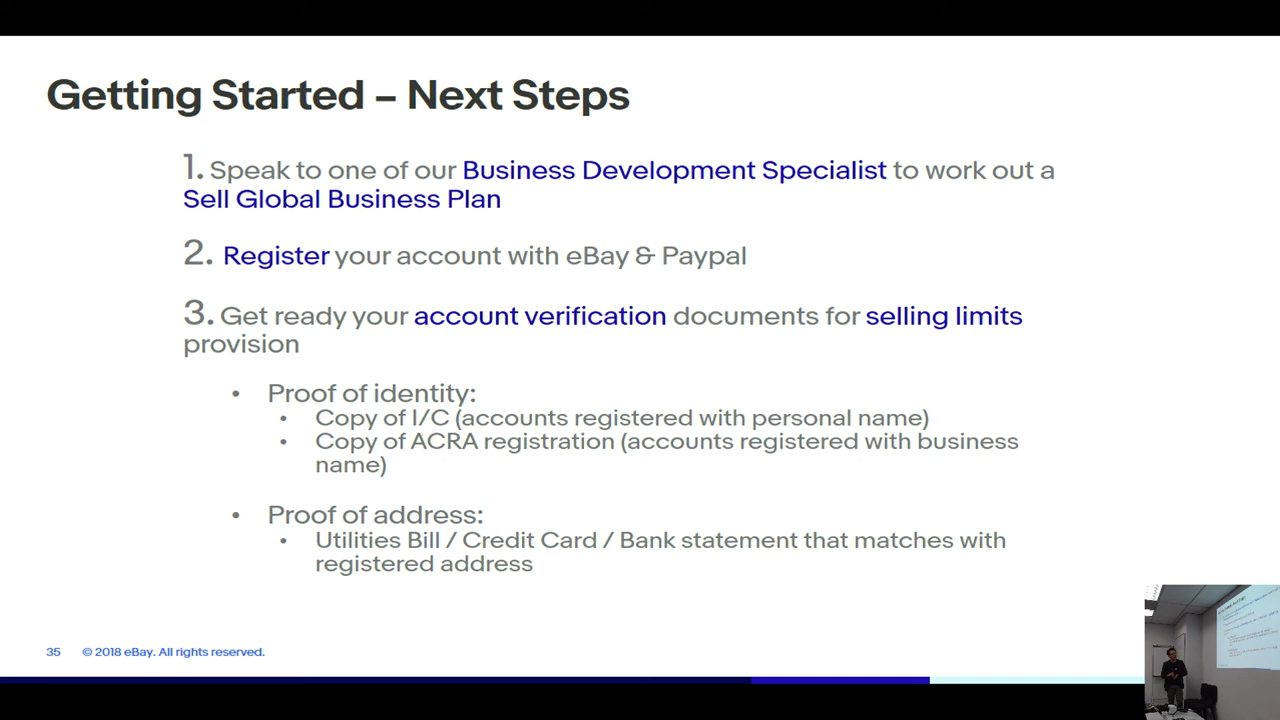 Getting Started – Next Steps
1. Speak to one of our Business Development Specialist to work out a
Sell Global Business Plan
2. Register your account with eBay & Paypal
3. Get ready your account verification documents for selling limits
provision
• Proof of identity:
• Copy of I/C (accounts registered with personal name)
• Copy of ACRA registration (accounts registered with business
name)
• Proof of address:
• Utilities Bill / Credit Card / Bank statement that matches with
registered address
35 © 2018 eBay. All rights reserved.